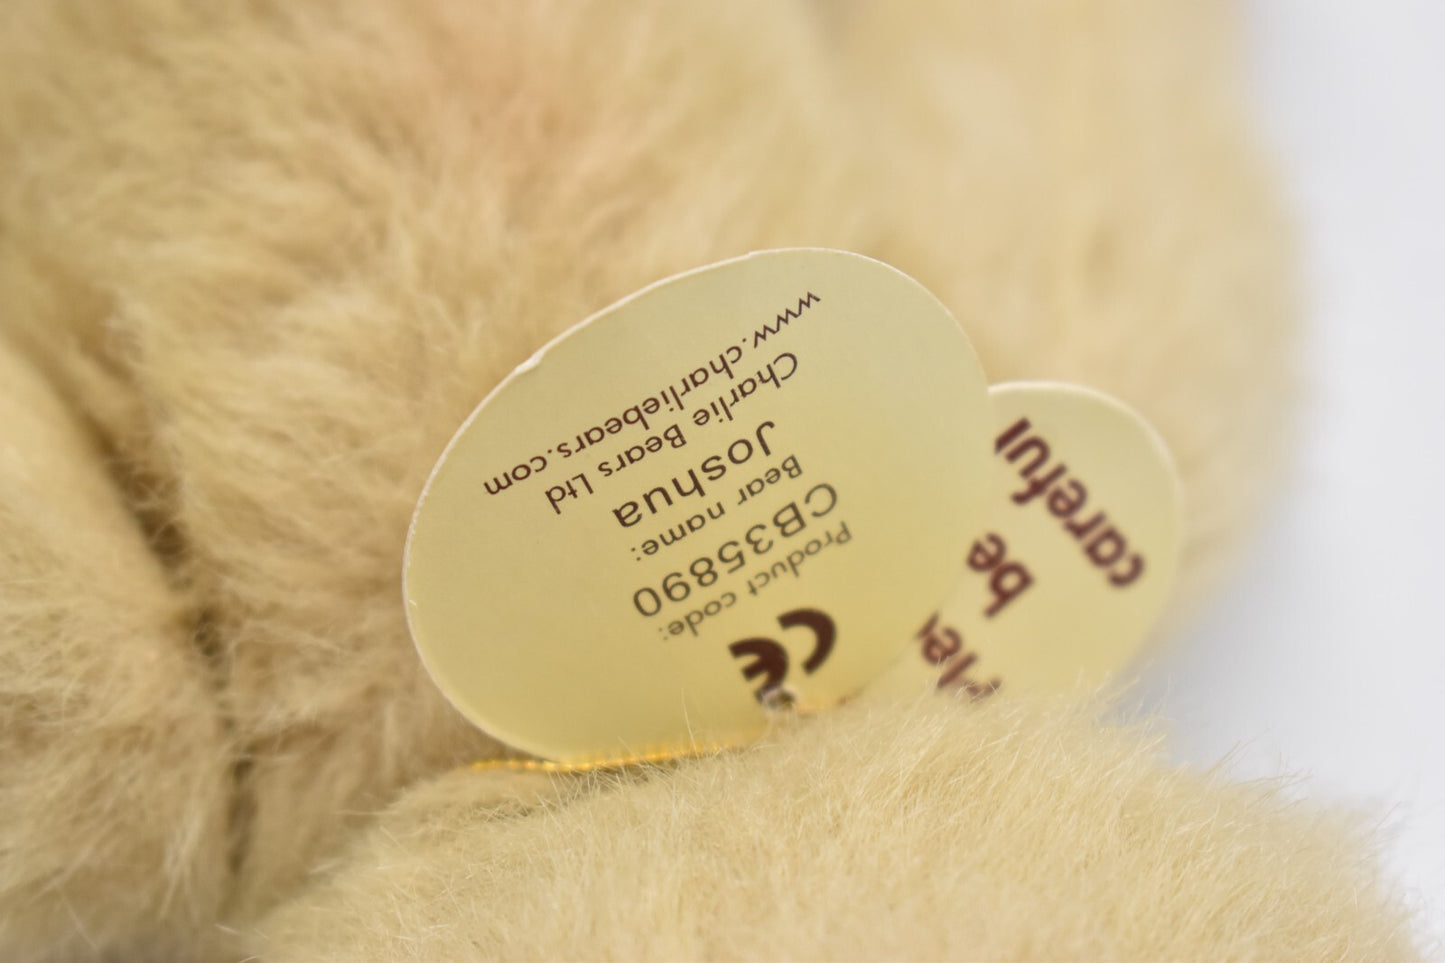 CE
Product code:
CB35890
Bear name:
Joshua
Charlie Bears Ltd
www.charliebears.com
be
careful